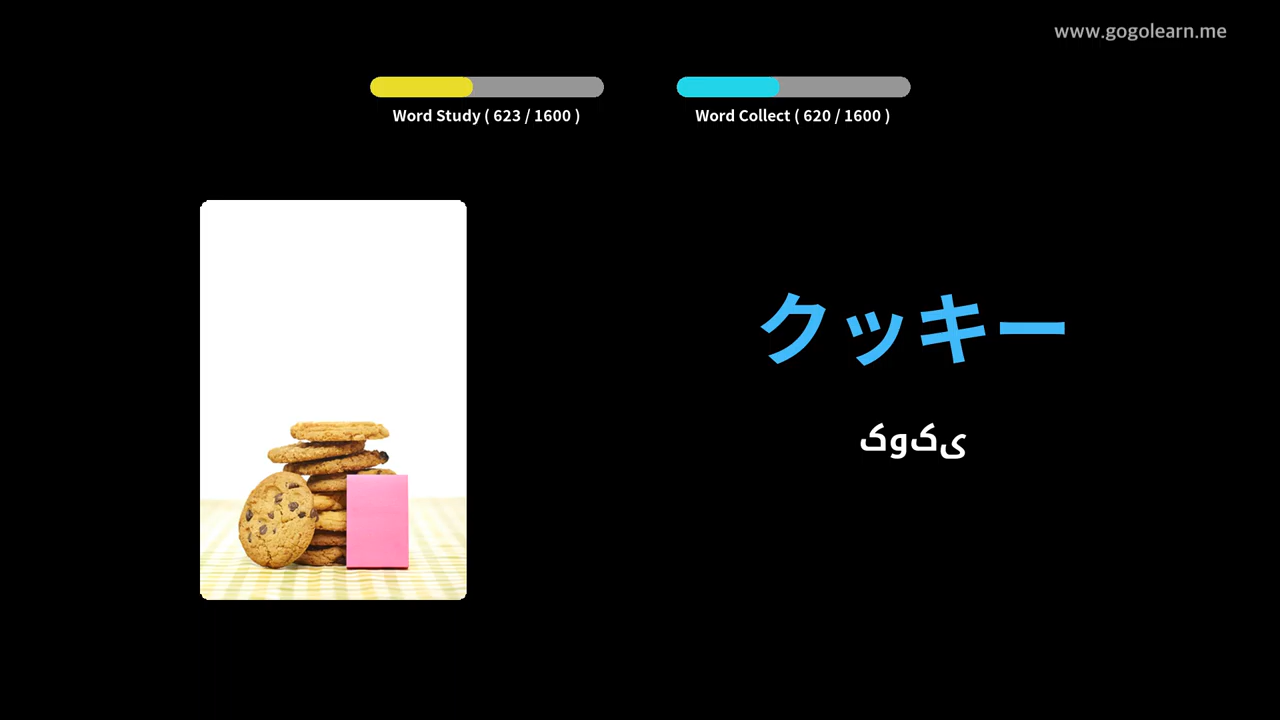 www.gogolearn.me
Word Study ( 623 / 1600 )
Word Collect ( 620 / 1600 )
クッキー
کوکی